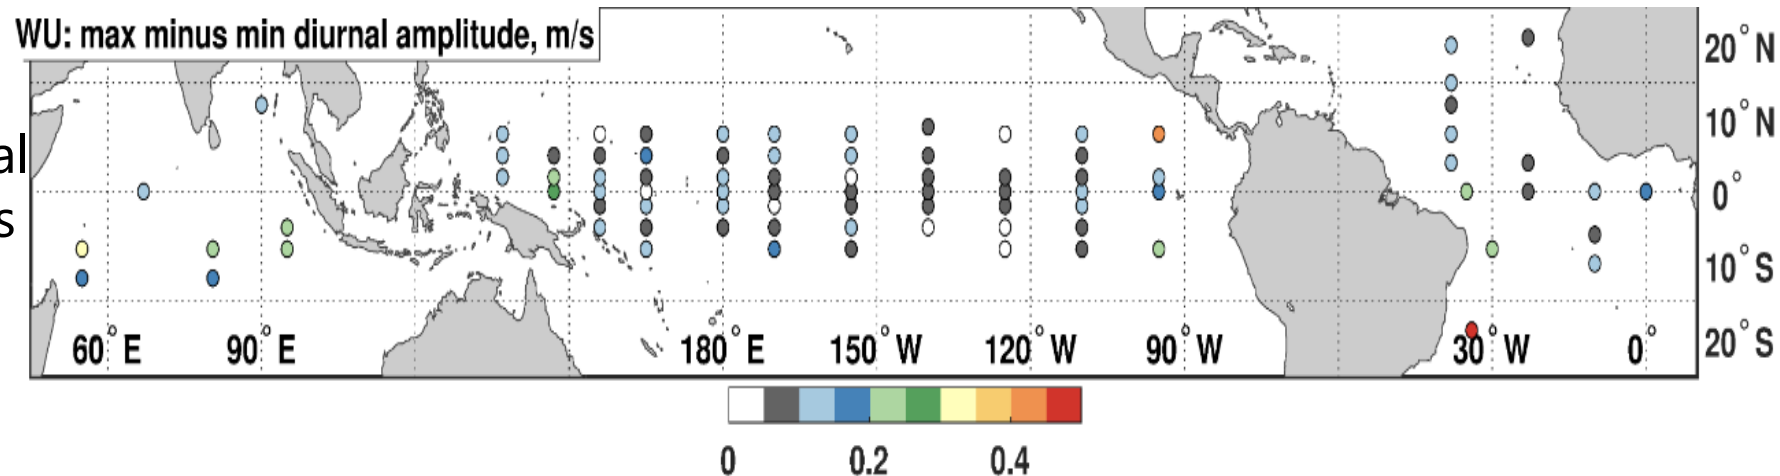 WU: max minus min diurnal amplitude, m/s
20° N
al
10° N
s
0°
10° S
60° E 90° E 180° E 150° W 120° W 90° W 30° W 0° 20° S
0 0.2 0.4